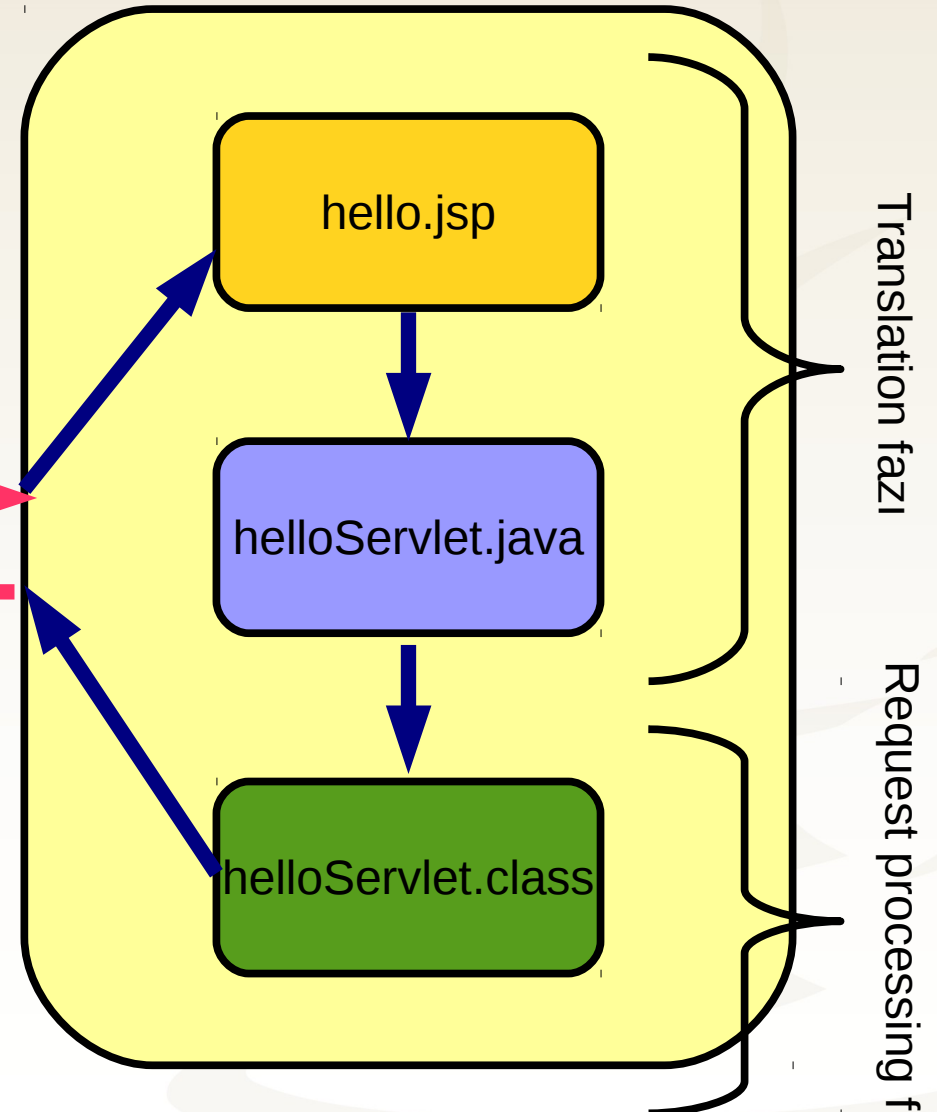 hello.jsp
helloServlet.java
helloServlet.class
Translation fazı
Request processing f